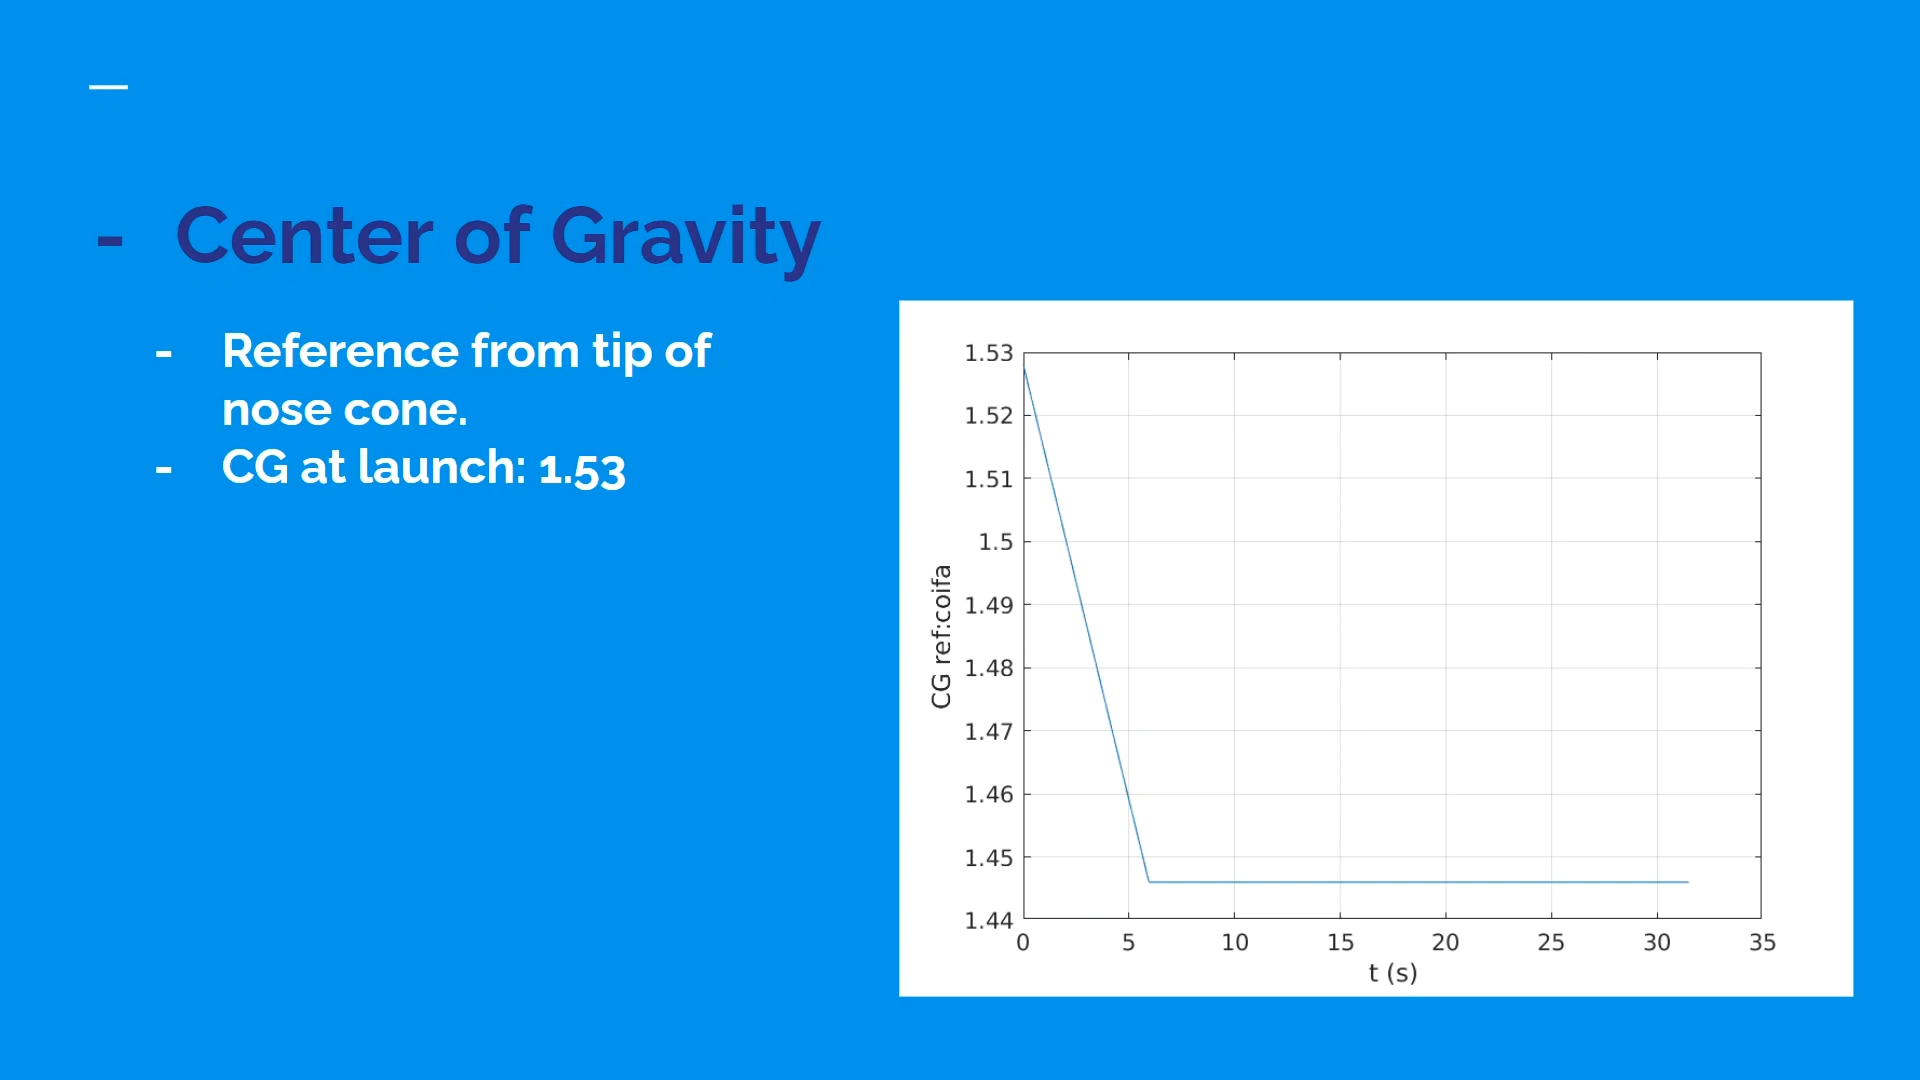 - Center of Gravity
- Reference from tip of
nose cone.
- CG at launch: 1.53
1.53
1.52
1.51
1.5
1.49
1.48
1.47
1.46
1.45
1.44
CG ref:coifa
0 5 10 15 20 25 30 35
t (s)